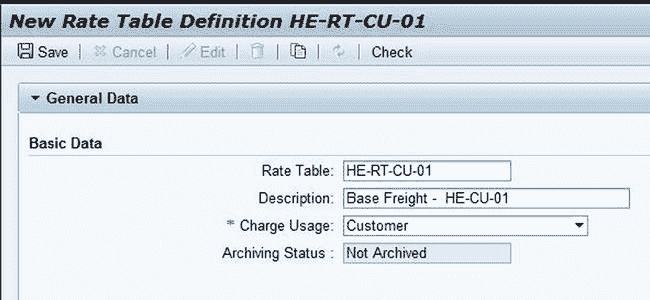 New Rate Table Definition HE-RT-CU-01
Save Cancel Edit Check
General Data
Basic Data
Rate Table: HE-RT-CU-01
Description: Base Freight - HE-CU-01
* Charge Usage: Customer
Archiving Status : Not Archived